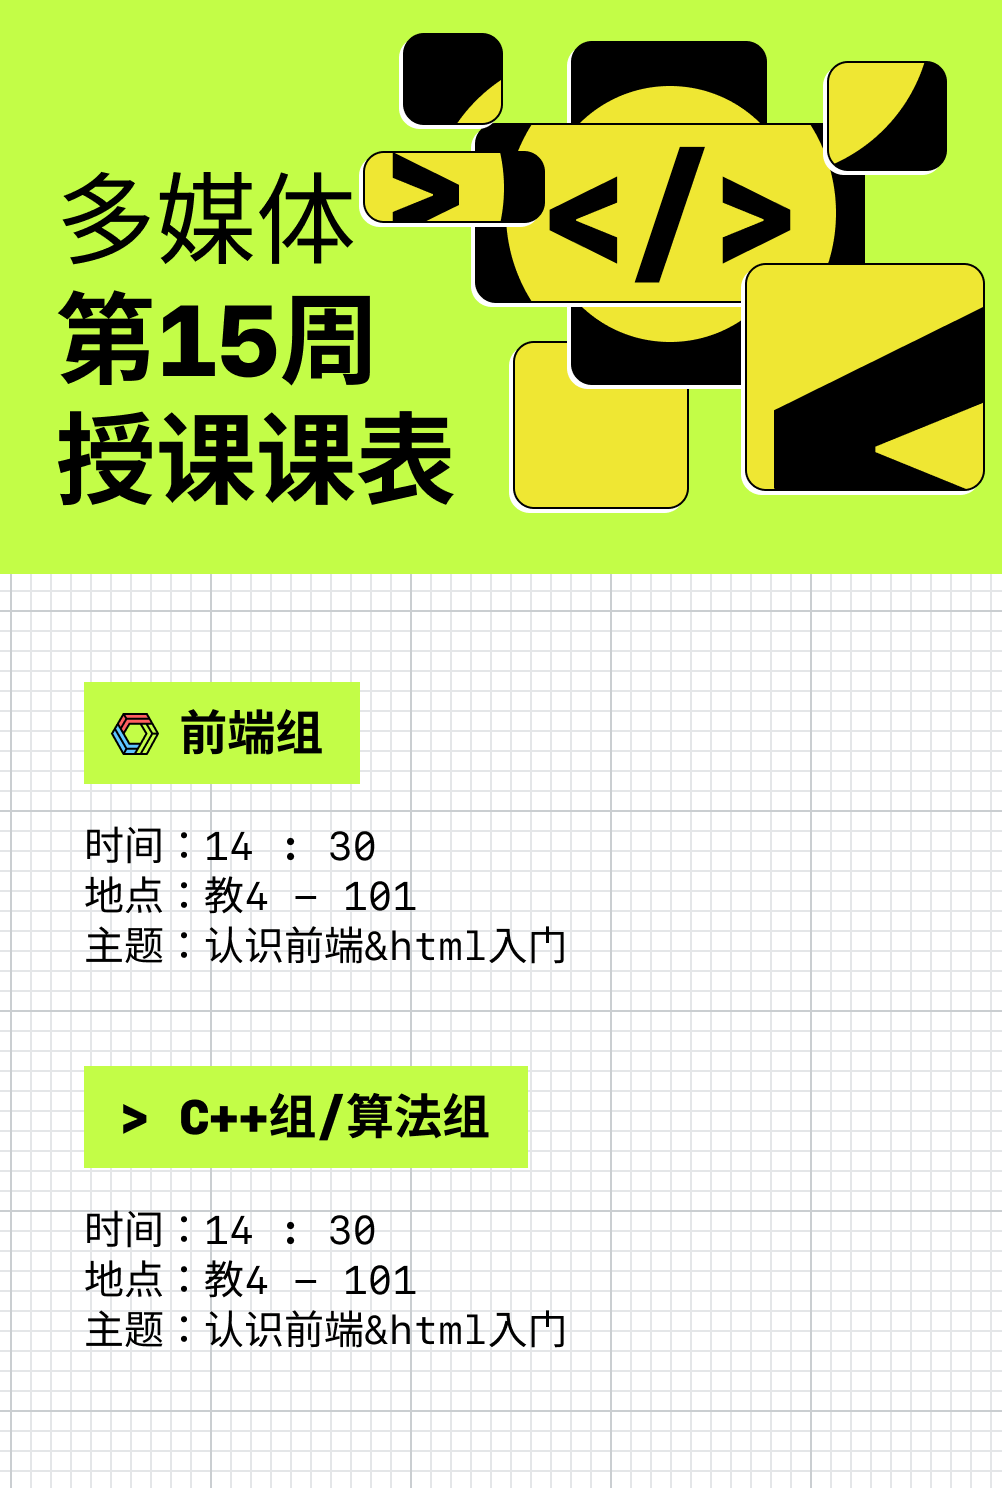 多媒体
第15周
授课课表
>
</>
<
前端组
时间：14 : 30
地点：教4 — 101
主题：认识前端&html入门
> C++组/算法组
时间：14 : 30
地点：教4 — 101
主题：认识前端&html入门